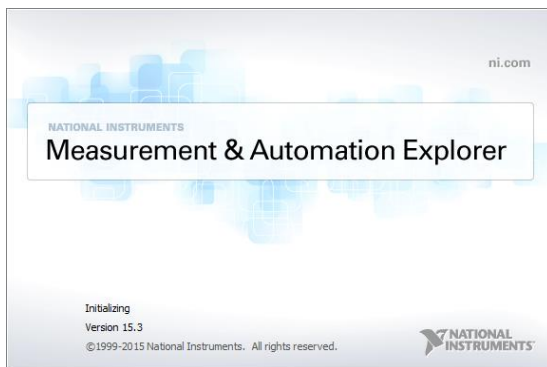 ni.com
NATIONAL INSTRUMENTS
Measurement & Automation Explorer
Initializing
Version 15.3
©1999-2015 National Instruments. All rights reserved.
NATIONAL
INSTRUMENTS